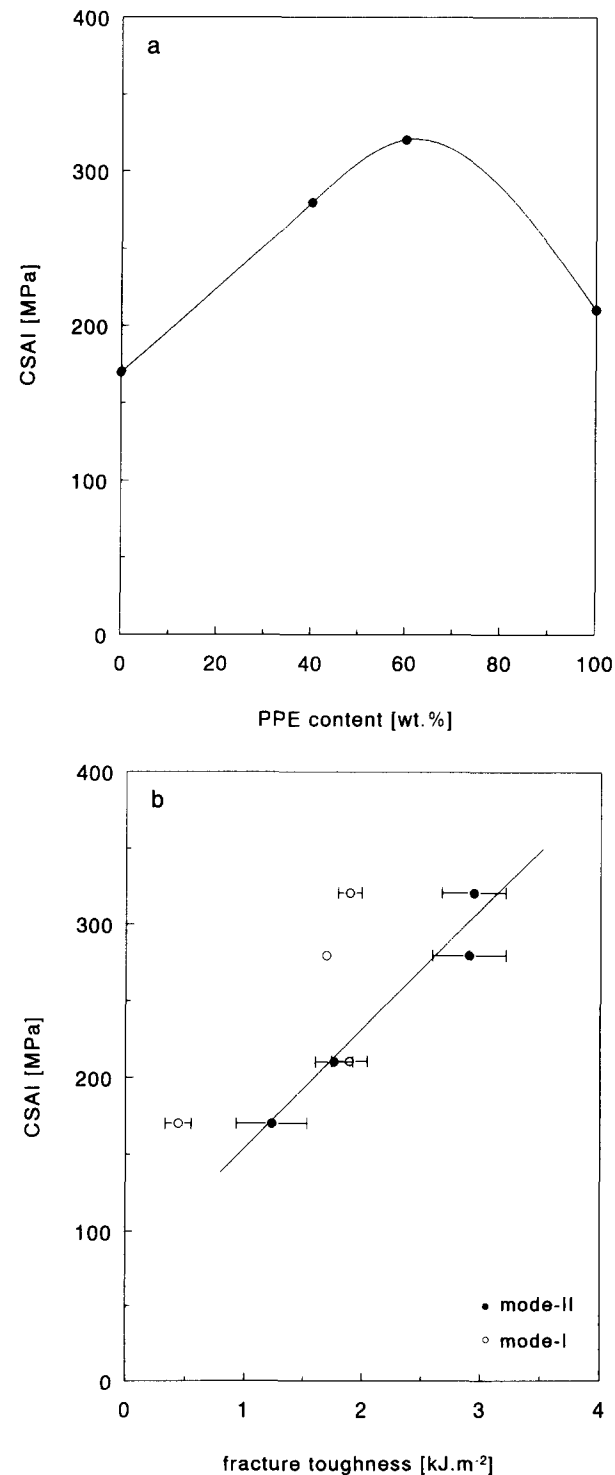 a
400
300
200
100
0
CSAI [MPa]
0 20 40 60 80 100
PPE content [wt.%]
b
400
300
200
100
0
CSAI [MPa]
mode-II
mode-I
0 1 2 3 4
fracture toughness [kJ.m⁻²]